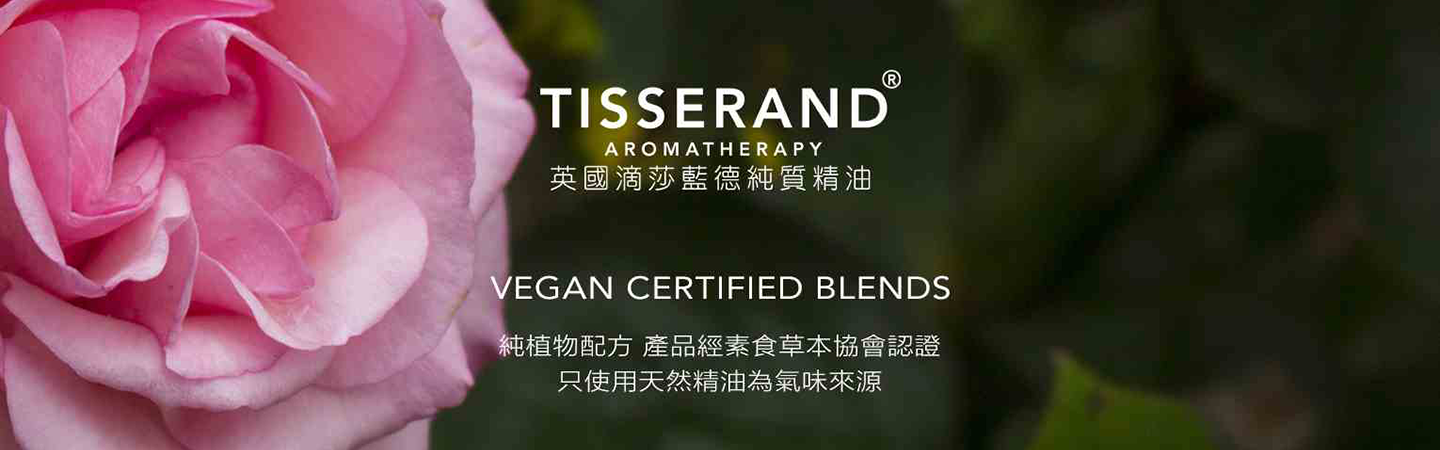 TISSERAND®
AROMATHERAPY
英國滴莎藍德純質精油
VEGAN CERTIFIED BLENDS
純植物配方 產品經素食草本協會認證
只使用天然精油為氣味來源